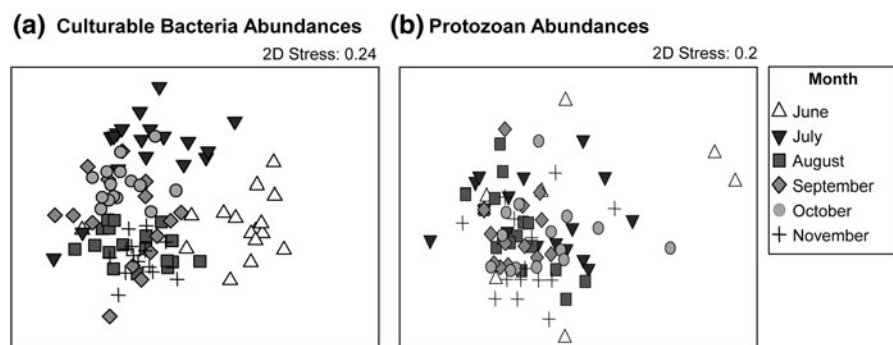 (a) Culturable Bacteria Abundances
2D Stress: 0.24
(b) Protozoan Abundances
2D Stress: 0.2
Month
June
July
August
September
October
November